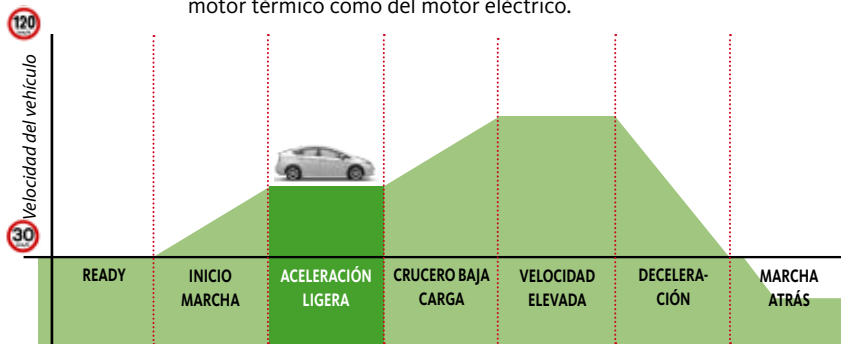 motor térmico como del motor eléctrico.
120
Velocidad del vehículo
30
READY
INICIO
MARCHA
ACELERACIÓN
LIGERA
CRUCERO BAJA
CARGA
VELOCIDAD
ELEVADA
DECELERA-
CIÓN
MARCHA
ATRÁS